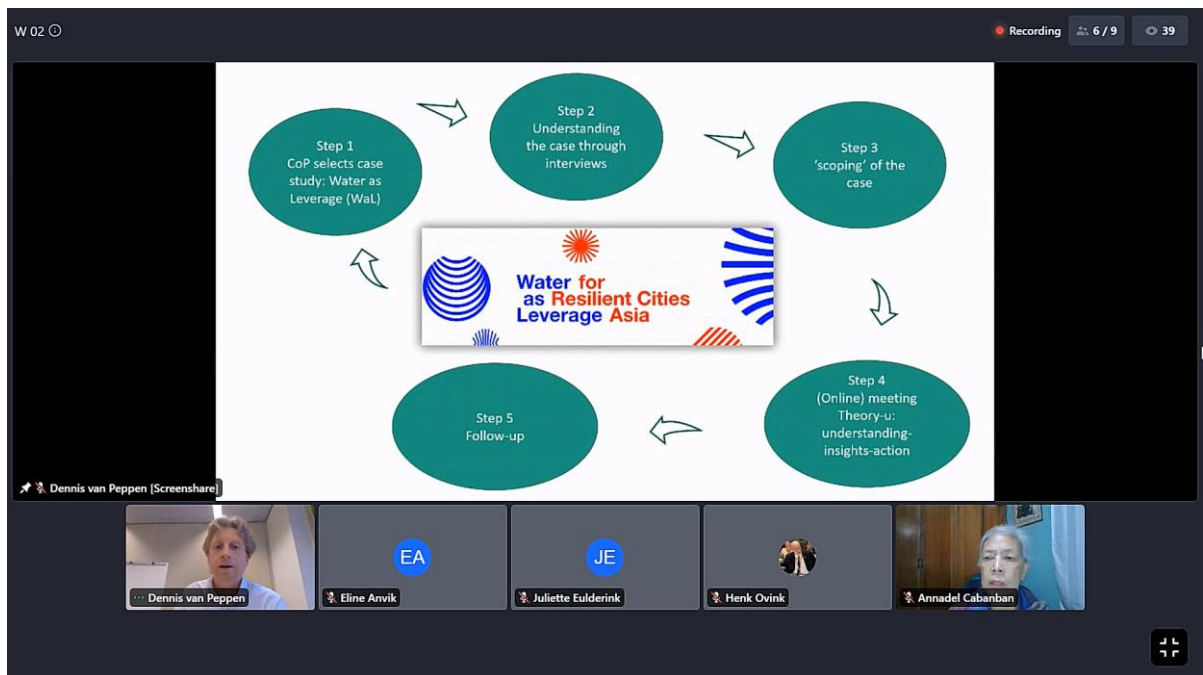 W 02
Recording
6 / 9
39
Step 1
CoP selects case
study: Water as
Leverage (WaL)
Step 2
Understanding
the case through
interviews
Step 3
‘scoping’ of the
case
Water for
as Resilient Cities
Leverage Asia
Step 4
(Online) meeting
Theory-u:
understanding-
insights-action
Step 5
Follow-up
Dennis van Peppen [Screenshare]
Dennis van Peppen
EA
Eline Anvik
JE
Juliette Eulderink
Henk Ovink
Annadel Cabanban